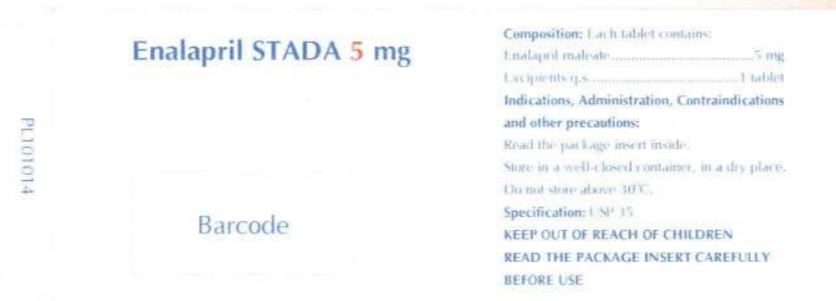 Enalapril STADA 5 mg
PL101014
Barcode
Composition: Each tablet contains:
Enalapril maleate......................................5 mg
Excipients q.s.......................................1 tablet
Indications, Administration, Contraindications
and other precautions:
Read the package insert inside.
Store in a well-closed container, in a dry place.
Do not store above 30°C.
Specification: USP 35
KEEP OUT OF REACH OF CHILDREN
READ THE PACKAGE INSERT CAREFULLY
BEFORE USE